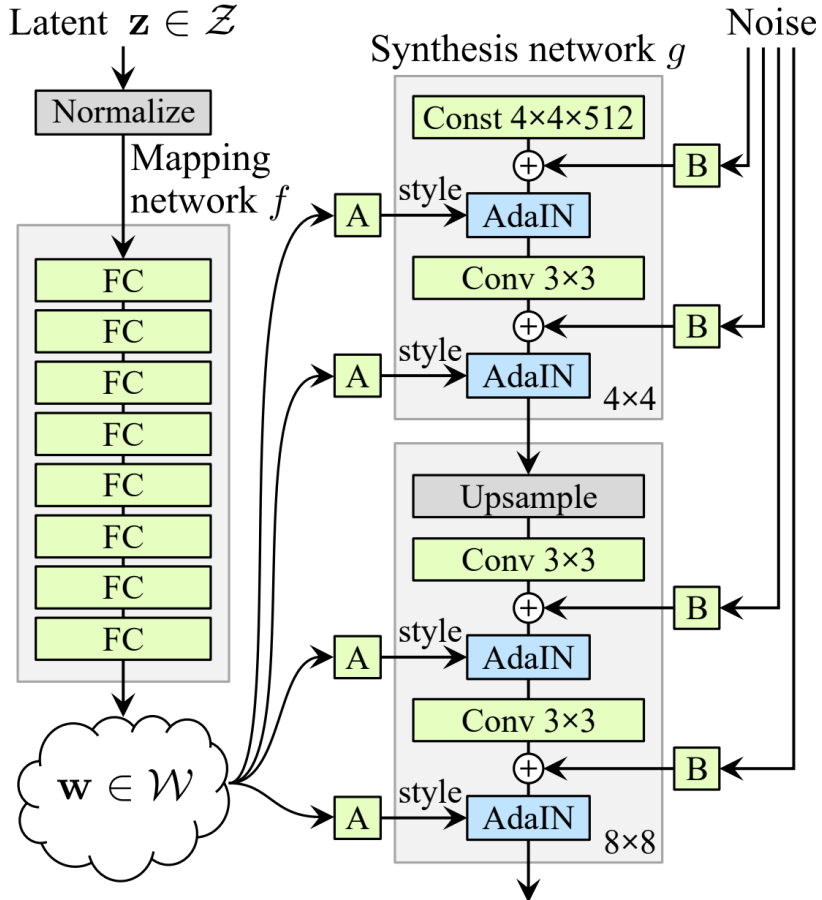 Latent z ∈ 𝒵
Normalize
Mapping
network f
FC
FC
FC
FC
FC
FC
FC
FC
w ∈ 𝒲
Synthesis network g
Noise
Const 4×4×512
+
B
A
style
AdaIN
Conv 3×3
+
B
A
style
AdaIN
4×4
Upsample
Conv 3×3
+
B
A
style
AdaIN
Conv 3×3
+
B
A
style
AdaIN
8×8